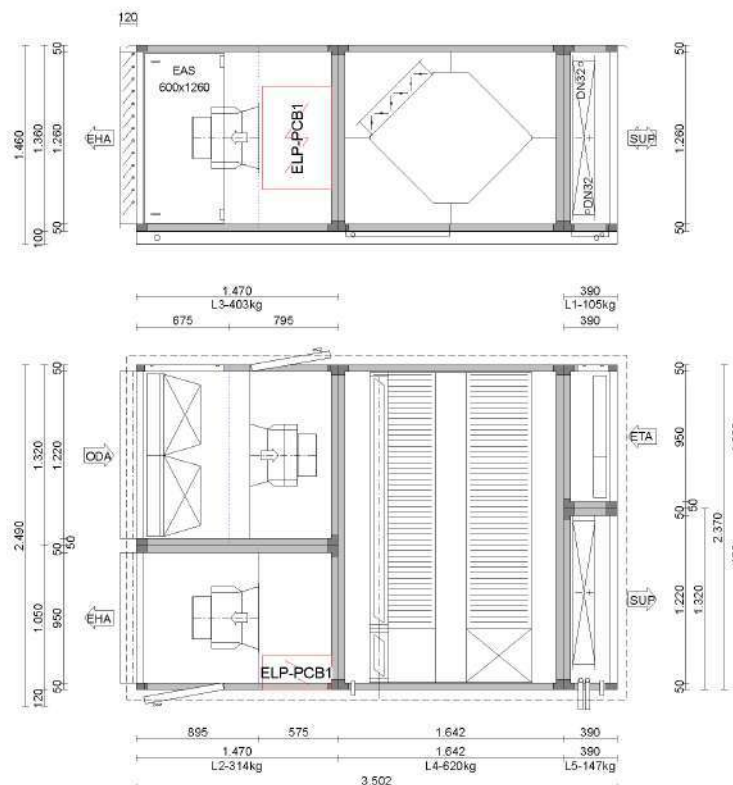 120
50
50
EAS
600x1260
DN32
ELP-PCB1
1.460
1.360
1.260
EHA
SUP
1.260
DN32
100
50
50
1.470
L3-403kg
390
L1-105kg
675
795
390
50
50
1.320
1.220
ODA
ETA
950
50
50
50
2.490
50
50
2.370
1.050
950
EHA
ELP-PCB1
SUP
1.220
1.320
120
50
50
895
575
1.642
390
1.470
1.642
390
L2-314kg
L4-620kg
L5-147kg
3.502